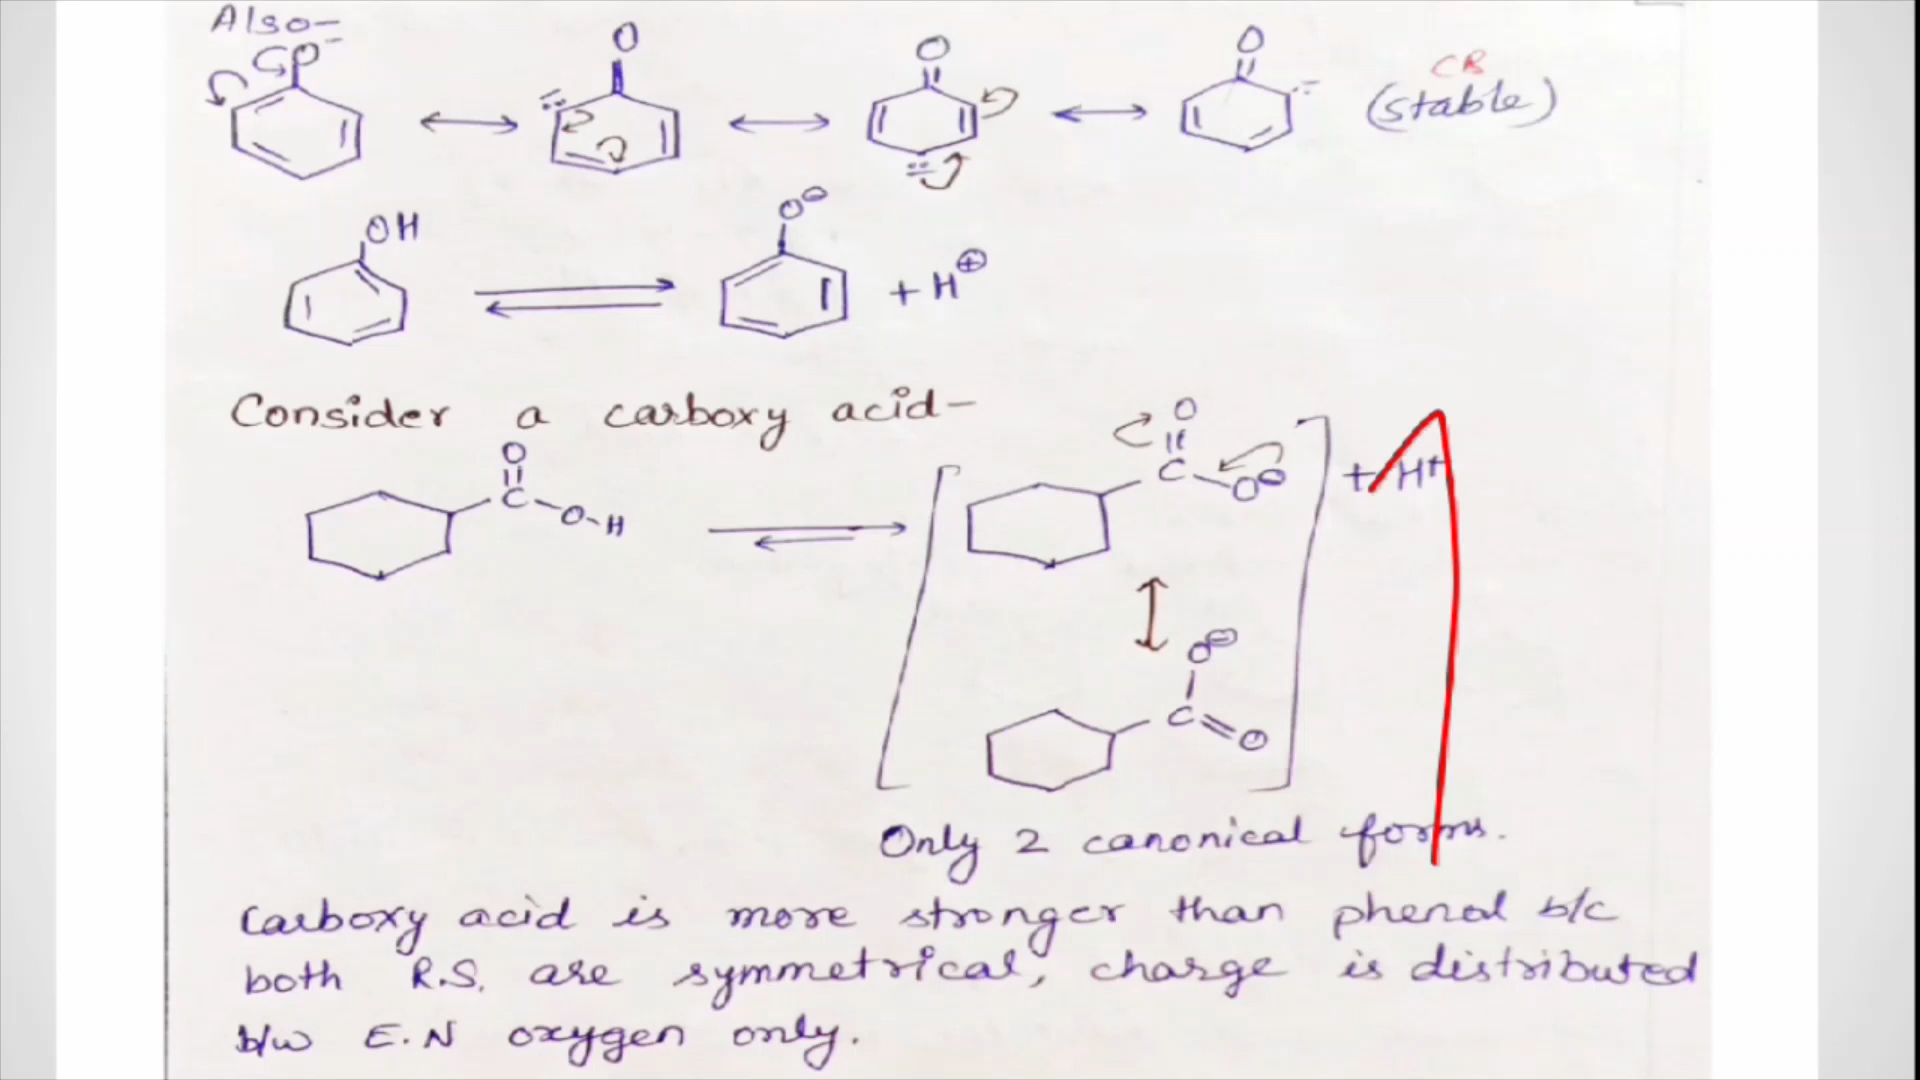 Also-
O-
O
O
O
CB
(stable)
OH
O⊖
+ H⊕
Consider a carboxy acid-
O
C
O-H
O
C
O⊖
+ H+
O⊖
C
O
Only 2 canonical forms.
Carboxy acid is more stronger than phenol b/c
both R.S. are symmetrical, charge is distributed
b/w E.N oxygen only.